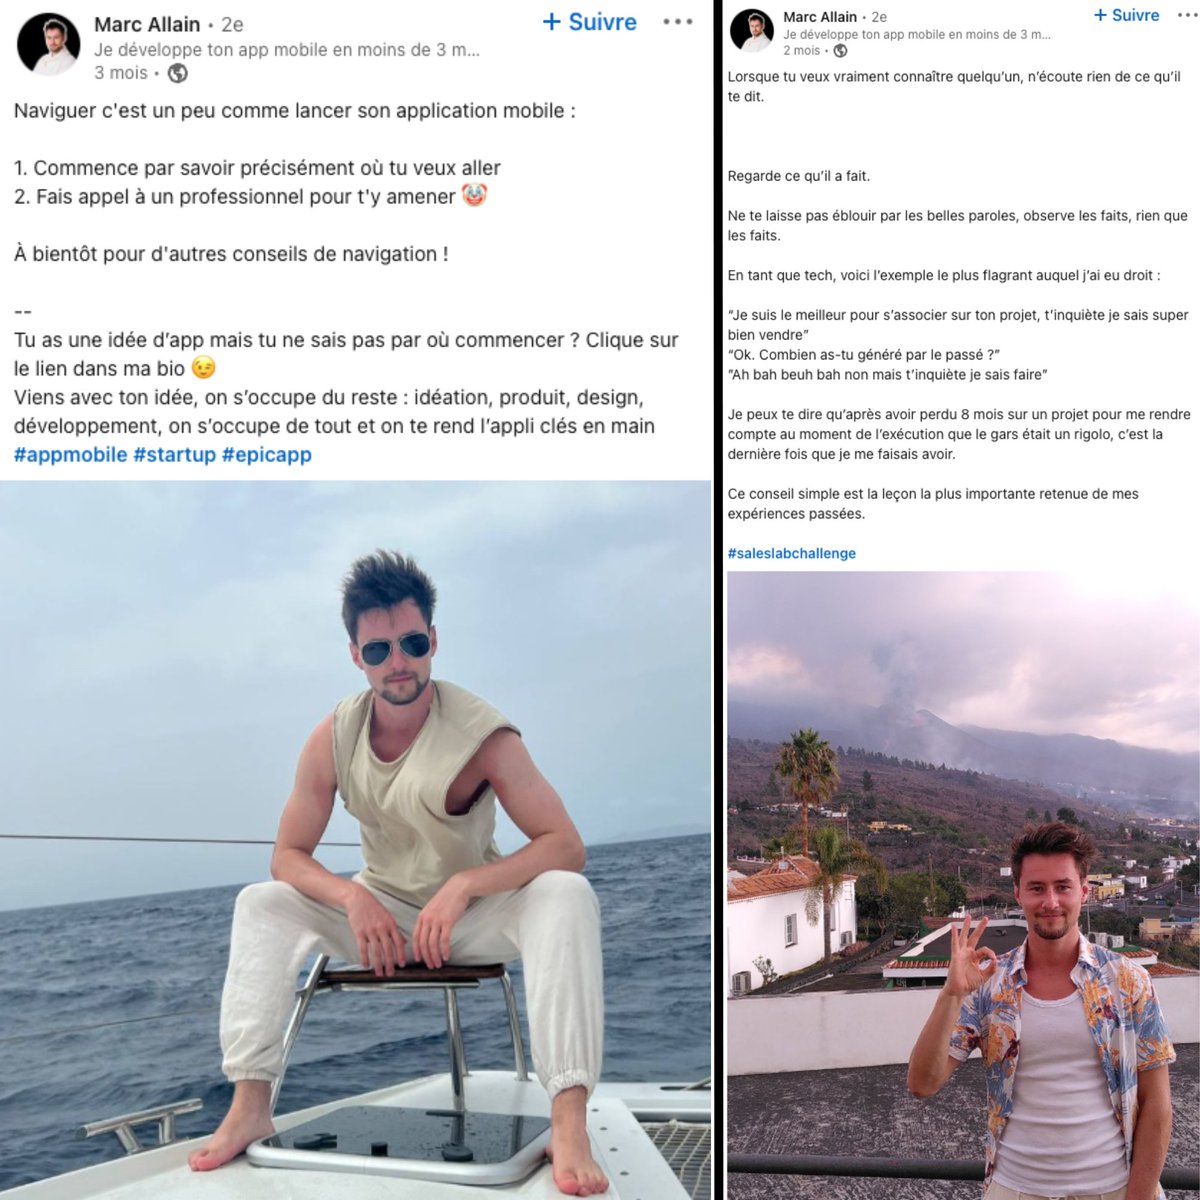 Marc Allain · 2e
+ Suivre
Je développe ton app mobile en moins de 3 m...
3 mois •
Naviguer c'est un peu comme lancer son application mobile :
1. Commence par savoir précisément où tu veux aller
2. Fais appel à un professionnel pour t'y amener 🤡
À bientôt pour d'autres conseils de navigation !
--
Tu as une idée d’app mais tu ne sais pas par où commencer ? Clique sur
le lien dans ma bio 😉
Viens avec ton idée, on s’occupe du reste : idéation, produit, design,
développement, on s’occupe de tout et on te rend l’appli clés en main
#appmobile #startup #epicapp
Marc Allain · 2e
+ Suivre
Je développe ton app mobile en moins de 3 m...
2 mois •
Lorsque tu veux vraiment connaître quelqu’un, n’écoute rien de ce qu’il
te dit.
Regarde ce qu’il a fait.
Ne te laisse pas éblouir par les belles paroles, observe les faits, rien que
les faits.
En tant que tech, voici l’exemple le plus flagrant auquel j’ai eu droit :
“Je suis le meilleur pour s’associer sur ton projet, t'inquiète je sais super
bien vendre”
“Ok. Combien as-tu généré par le passé ?”
”Ah bah beuh bah non mais t’inquiète je sais faire”
Je peux te dire qu’après avoir perdu 8 mois sur un projet pour me rendre
compte au moment de l’exécution que le gars était un rigolo, c’est la
dernière fois que je me faisais avoir.
Ce conseil simple est la leçon la plus importante retenue de mes
expériences passées.
#saleslabchallenge